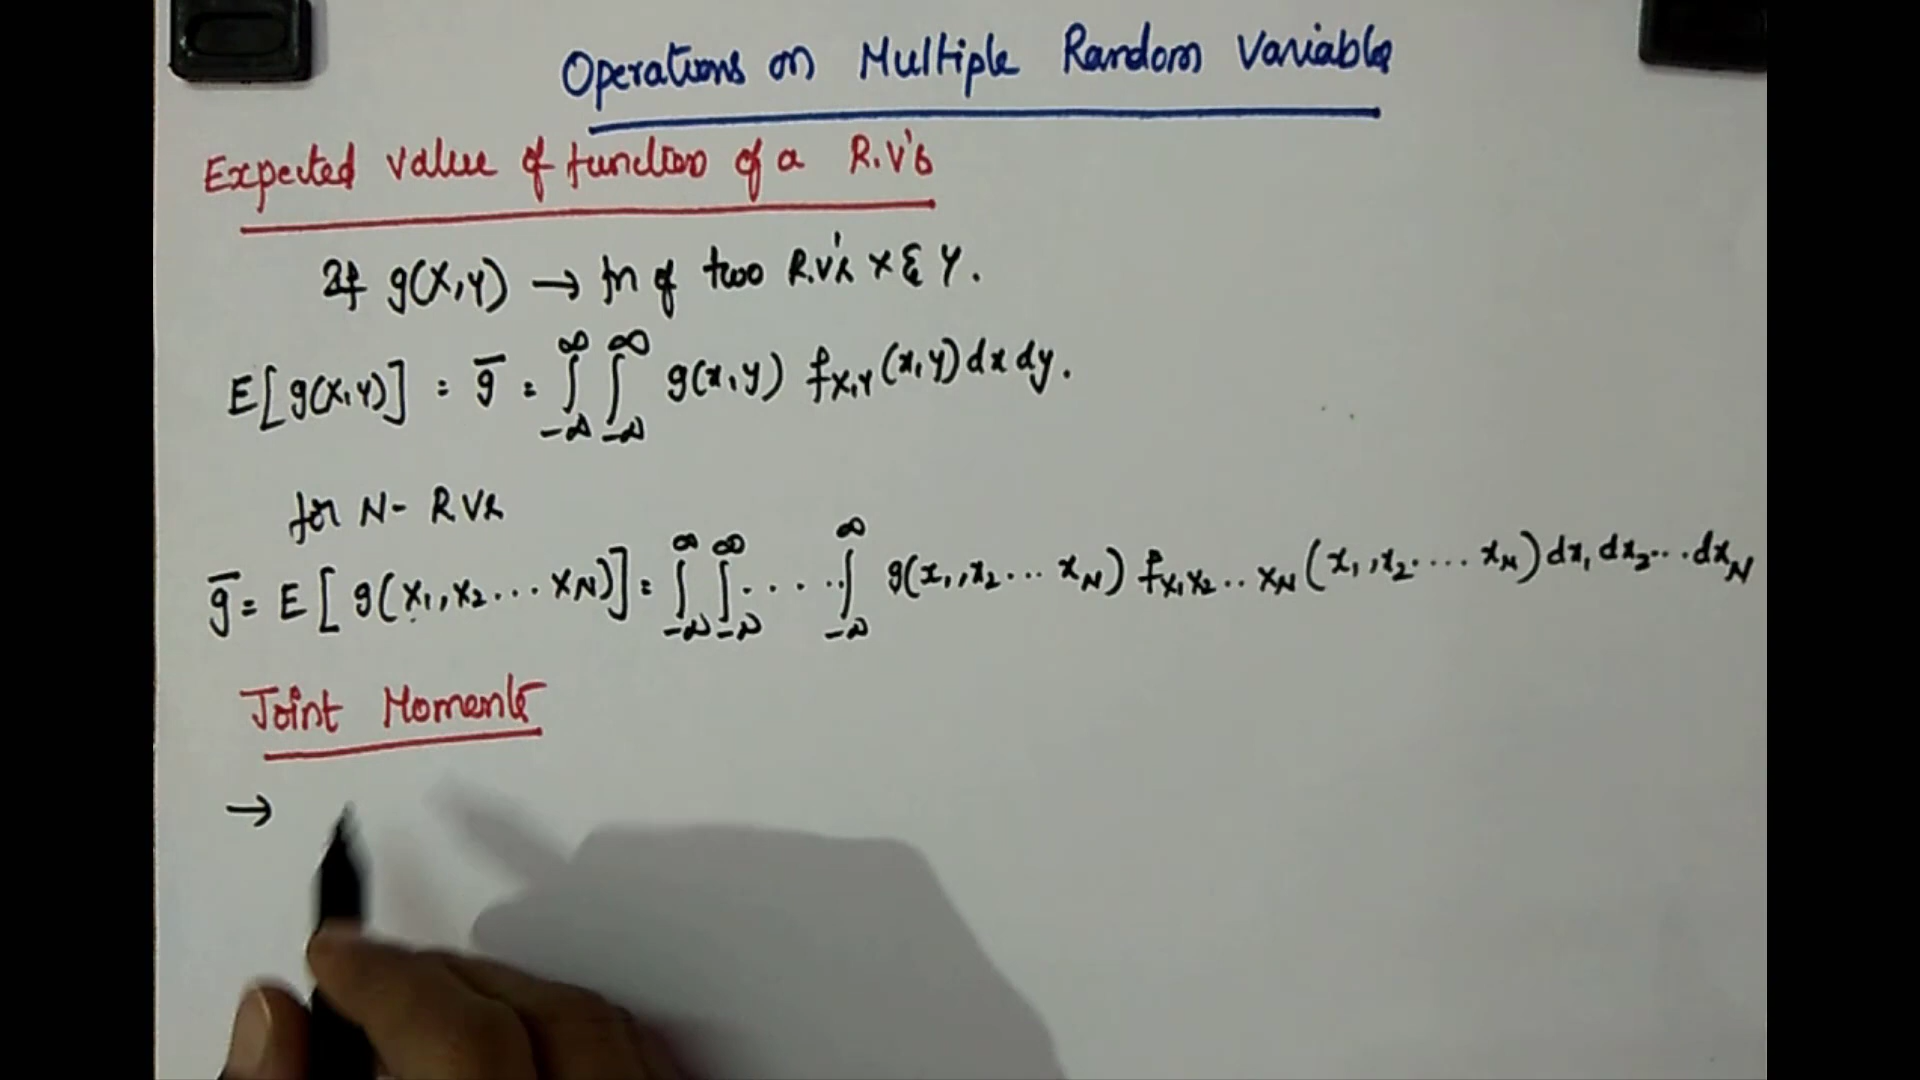 Operations on Multiple Random Variables
Expected value of function of a R.V's
If g(X,Y) → fn of two R.V's X & Y.
E[g(X,Y)] = g̅ = ∫_{-∞}^{∞} ∫_{-∞}^{∞} g(x,y) f_{X,Y}(x,y) dx dy.
for N- RVs
g̅ = E[g(x₁,x₂...x_N)] = ∫_{-∞}^{∞} ∫_{-∞}^{∞} ..... ∫_{-∞}^{∞} g(x₁,x₂...x_N) f_{x₁x₂..x_N}(x₁,x₂....x_N) dx₁ dx₂....dx_N
Joint Moments
→